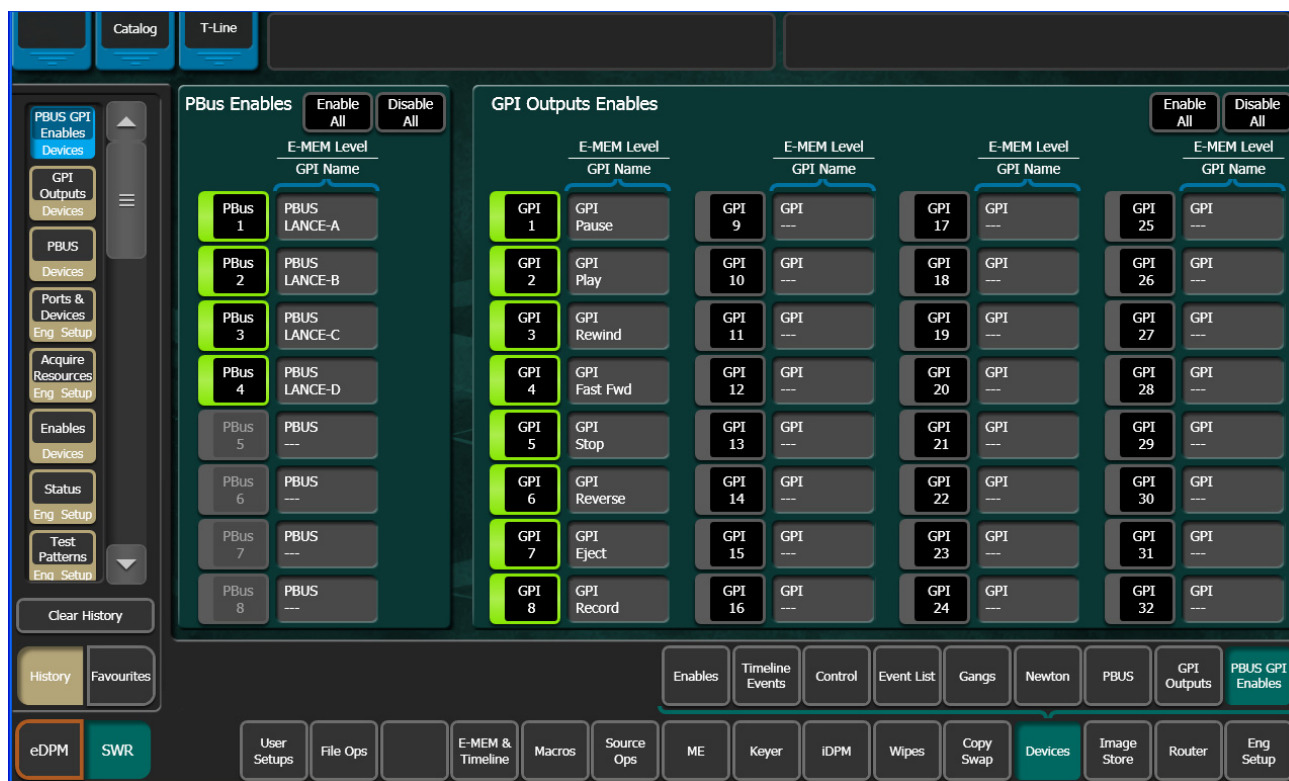 Catalog
T-Line
PBUS GPI
Enables
Devices
GPI
Outputs
Devices
PBUS
Devices
Ports &
Devices
Eng Setup
Acquire
Resources
Eng Setup
Enables
Devices
Status
Eng Setup
Test
Patterns
Eng Setup
Clear History
History
Favourites
eDPM
SWR
PBus Enables
Enable
All
Disable
All
E-MEM Level
GPI Name
PBus
1
PBUS
LANCE-A
PBus
2
PBUS
LANCE-B
PBus
3
PBUS
LANCE-C
PBus
4
PBUS
LANCE-D
PBus
5
PBUS
---
PBus
6
PBUS
---
PBus
7
PBUS
---
PBus
8
PBUS
---
GPI Outputs Enables
Enable
All
Disable
All
E-MEM Level
GPI Name
GPI
1
GPI
Pause
GPI
2
GPI
Play
GPI
3
GPI
Rewind
GPI
4
GPI
Fast Fwd
GPI
5
GPI
Stop
GPI
6
GPI
Reverse
GPI
7
GPI
Eject
GPI
8
GPI
Record
E-MEM Level
GPI Name
GPI
9
GPI
---
GPI
10
GPI
---
GPI
11
GPI
---
GPI
12
GPI
---
GPI
13
GPI
---
GPI
14
GPI
---
GPI
15
GPI
---
GPI
16
GPI
---
E-MEM Level
GPI Name
GPI
17
GPI
---
GPI
18
GPI
---
GPI
19
GPI
---
GPI
20
GPI
---
GPI
21
GPI
---
GPI
22
GPI
---
GPI
23
GPI
---
GPI
24
GPI
---
E-MEM Level
GPI Name
GPI
25
GPI
---
GPI
26
GPI
---
GPI
27
GPI
---
GPI
28
GPI
---
GPI
29
GPI
---
GPI
30
GPI
---
GPI
31
GPI
---
GPI
32
GPI
---
Enables
Timeline
Events
Control
Event List
Gangs
Newton
PBUS
GPI
Outputs
PBUS GPI
Enables
User
Setups
File Ops
E-MEM &
Timeline
Macros
Source
Ops
ME
Keyer
iDPM
Wipes
Copy
Swap
Devices
Image
Store
Router
Eng
Setup